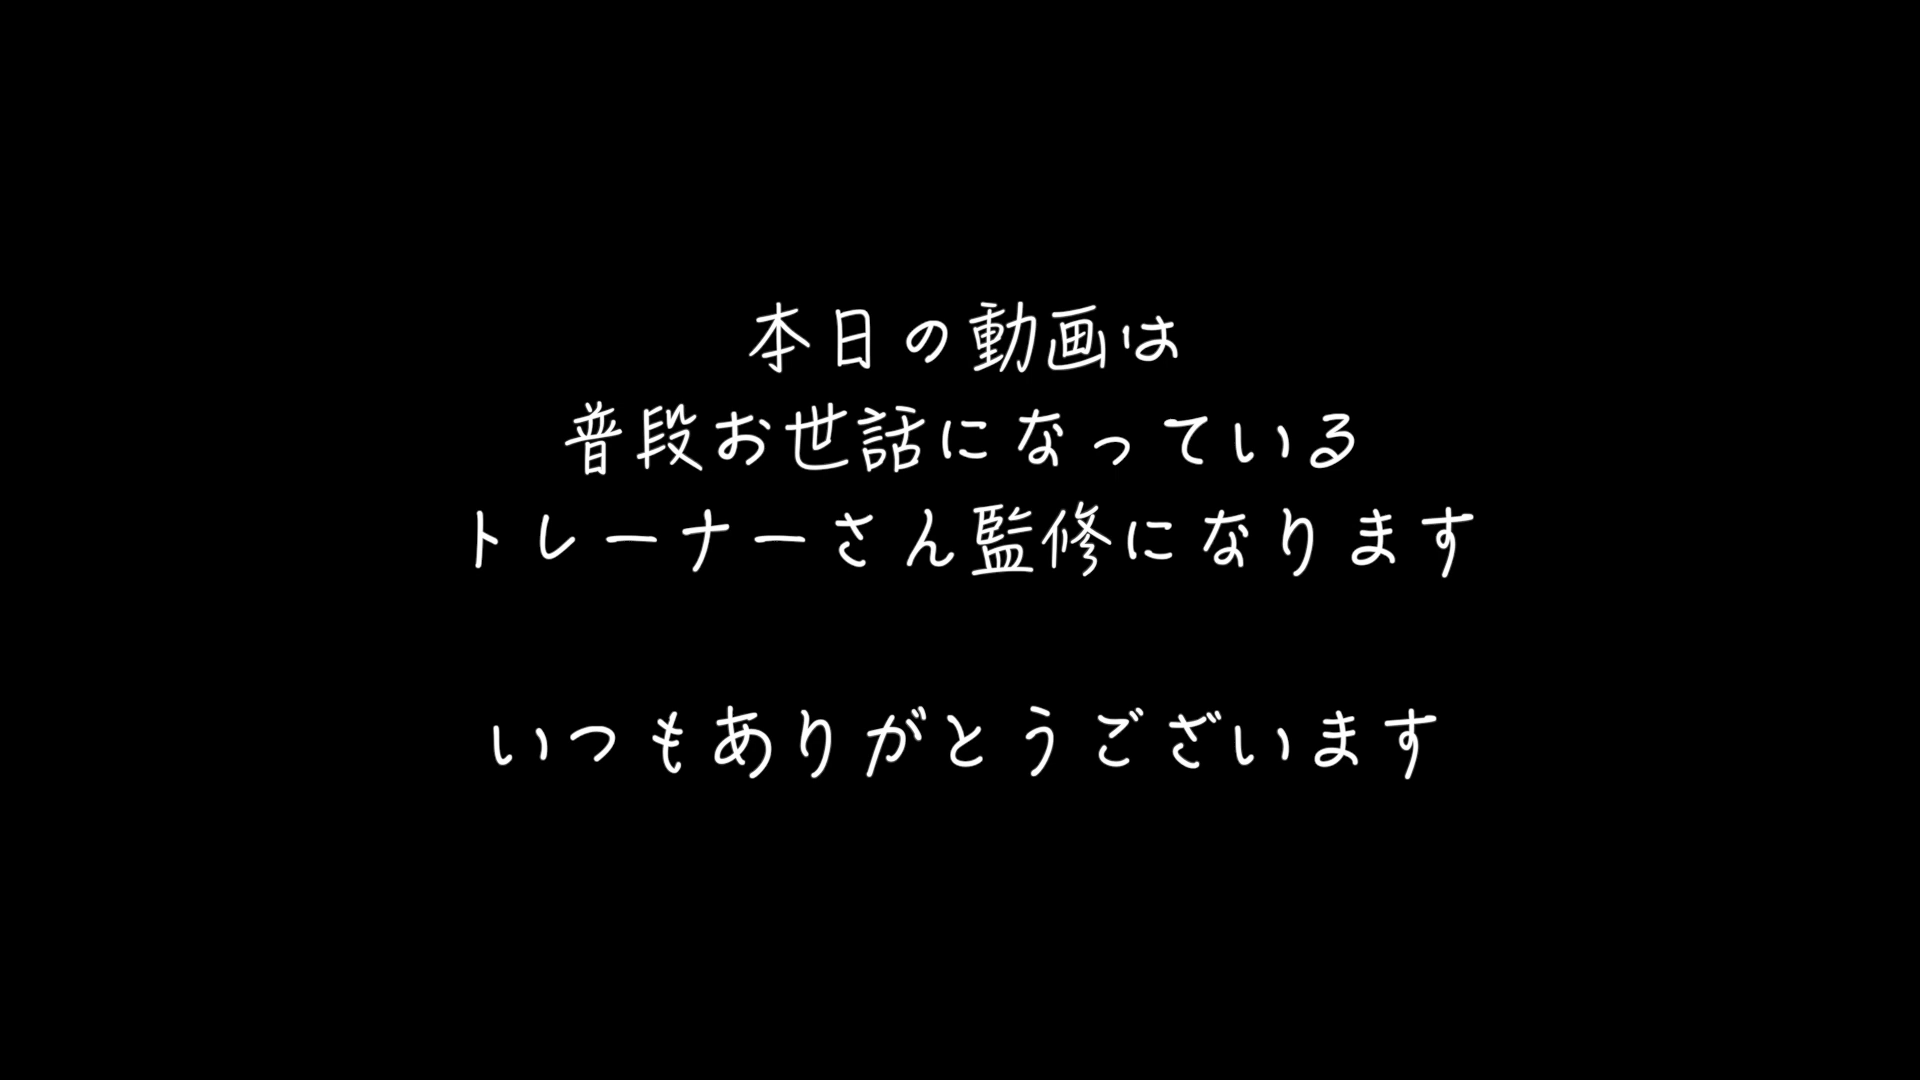 本日の動画は
普段お世話になっている
トレーナーさん監修になります
いつもありがとうございます